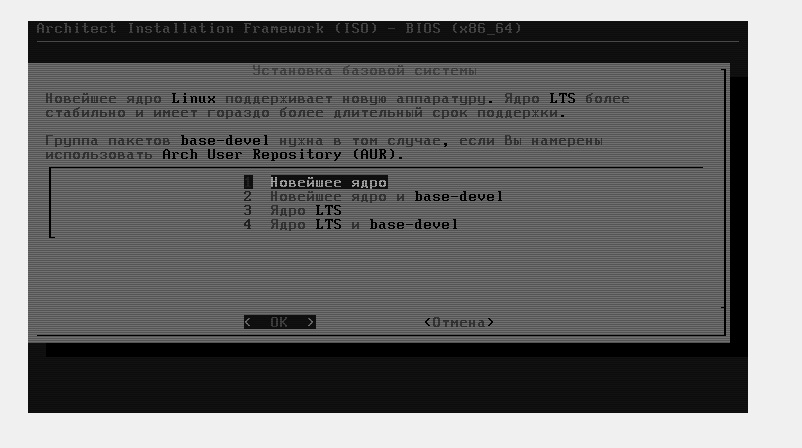 Architect Installation Framework (ISO) - BIOS (x86_64)
Установка базовой системы
Новейшее ядро Linux поддерживает новую аппаратуру. Ядро LTS более
стабильно и имеет гораздо более длительный срок поддержки.
Группа пакетов base-devel нужна в том случае, если Вы намерены
использовать Arch User Repository (AUR).
1 Новейшее ядро
2 Новейшее ядро и base-devel
3 Ядро LTS
4 Ядро LTS и base-devel
< OK > <Отмена>